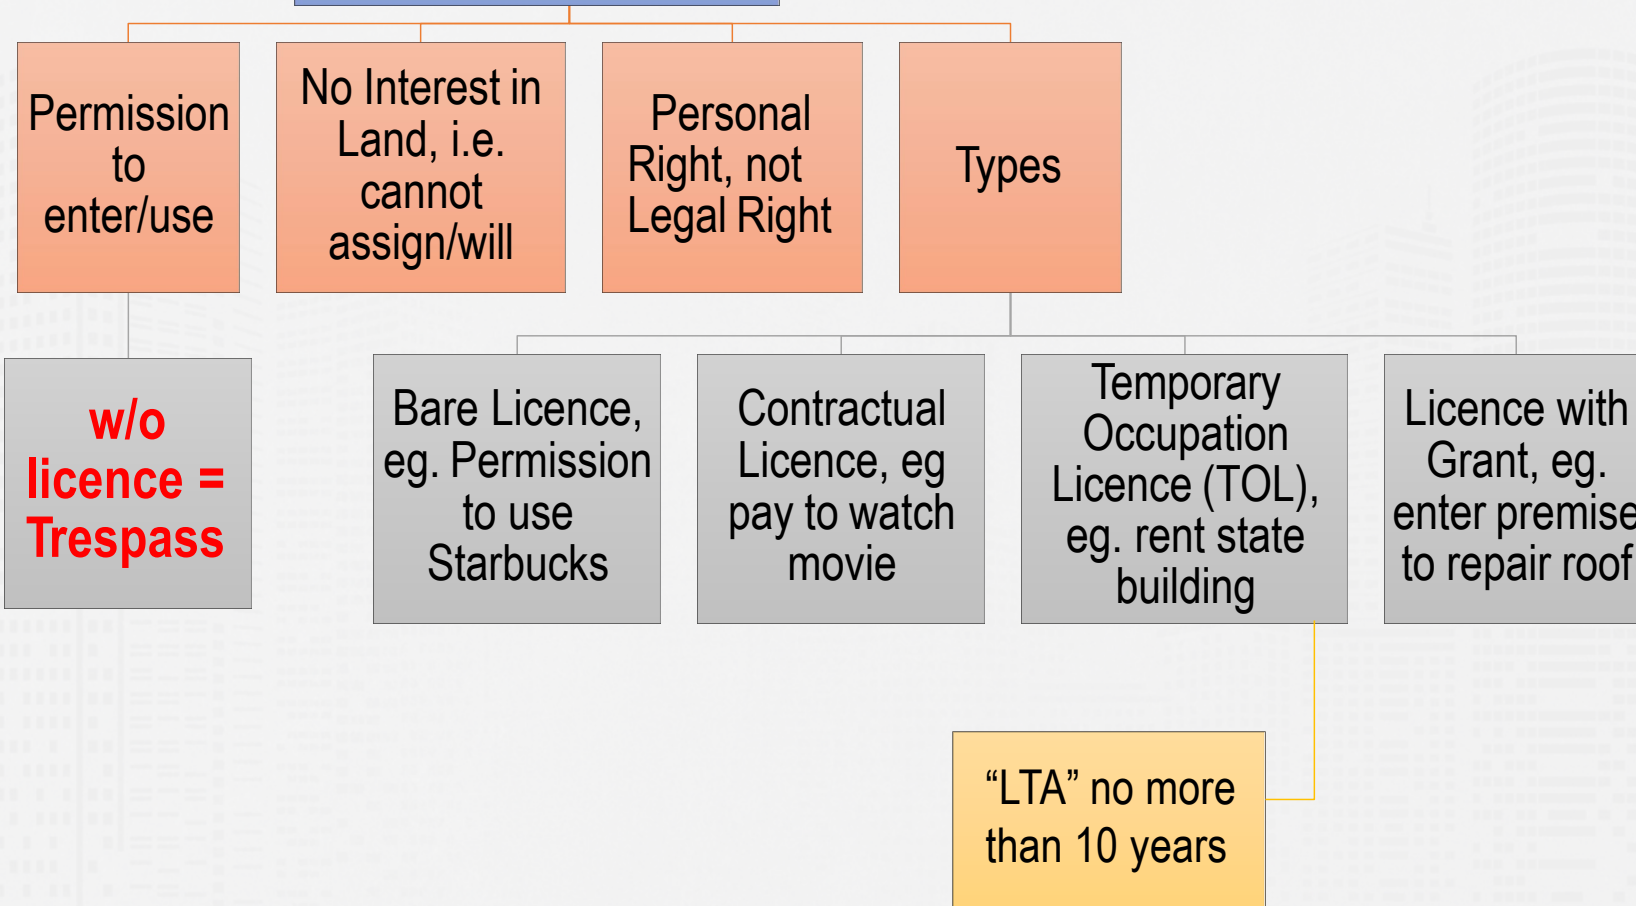 Permission
to
enter/use
No Interest in
Land, i.e.
cannot
assign/will
Personal
Right, not
Legal Right
Types
w/o
licence =
Trespass
Bare Licence,
eg. Permission
to use
Starbucks
Contractual
Licence, eg
pay to watch
movie
Temporary
Occupation
Licence (TOL),
eg. rent state
building
Licence with
Grant, eg.
enter premise
to repair roof
“LTA” no more
than 10 years